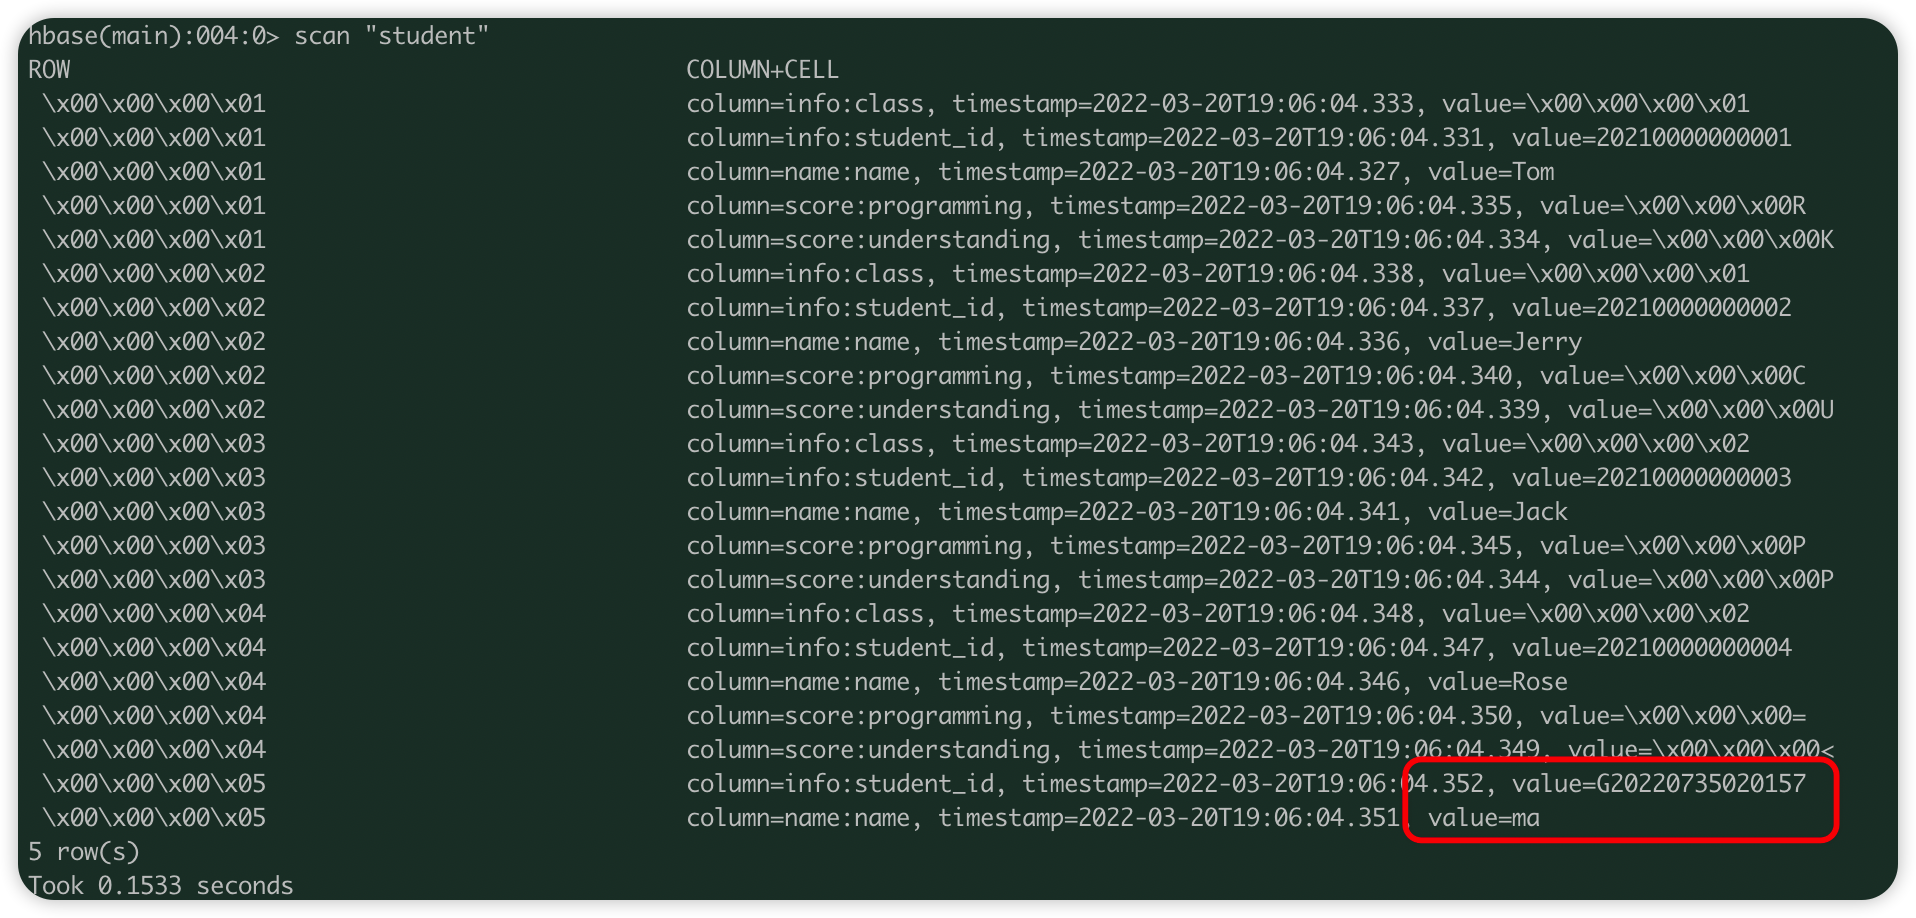 hbase(main):004:0> scan "student"
ROW COLUMN+CELL
\x00\x00\x00\x01 column=info:class, timestamp=2022-03-20T19:06:04.333, value=\x00\x00\x00\x01
\x00\x00\x00\x01 column=info:student_id, timestamp=2022-03-20T19:06:04.331, value=20210000000001
\x00\x00\x00\x01 column=name:name, timestamp=2022-03-20T19:06:04.327, value=Tom
\x00\x00\x00\x01 column=score:programming, timestamp=2022-03-20T19:06:04.335, value=\x00\x00\x00R
\x00\x00\x00\x01 column=score:understanding, timestamp=2022-03-20T19:06:04.334, value=\x00\x00\x00K
\x00\x00\x00\x02 column=info:class, timestamp=2022-03-20T19:06:04.338, value=\x00\x00\x00\x01
\x00\x00\x00\x02 column=info:student_id, timestamp=2022-03-20T19:06:04.337, value=20210000000002
\x00\x00\x00\x02 column=name:name, timestamp=2022-03-20T19:06:04.336, value=Jerry
\x00\x00\x00\x02 column=score:programming, timestamp=2022-03-20T19:06:04.340, value=\x00\x00\x00C
\x00\x00\x00\x02 column=score:understanding, timestamp=2022-03-20T19:06:04.339, value=\x00\x00\x00U
\x00\x00\x00\x03 column=info:class, timestamp=2022-03-20T19:06:04.343, value=\x00\x00\x00\x02
\x00\x00\x00\x03 column=info:student_id, timestamp=2022-03-20T19:06:04.342, value=20210000000003
\x00\x00\x00\x03 column=name:name, timestamp=2022-03-20T19:06:04.341, value=Jack
\x00\x00\x00\x03 column=score:programming, timestamp=2022-03-20T19:06:04.345, value=\x00\x00\x00P
\x00\x00\x00\x03 column=score:understanding, timestamp=2022-03-20T19:06:04.344, value=\x00\x00\x00P
\x00\x00\x00\x04 column=info:class, timestamp=2022-03-20T19:06:04.348, value=\x00\x00\x00\x02
\x00\x00\x00\x04 column=info:student_id, timestamp=2022-03-20T19:06:04.347, value=20210000000004
\x00\x00\x00\x04 column=name:name, timestamp=2022-03-20T19:06:04.346, value=Rose
\x00\x00\x00\x04 column=score:programming, timestamp=2022-03-20T19:06:04.350, value=\x00\x00\x00=
\x00\x00\x00\x04 column=score:understanding, timestamp=2022-03-20T19:06:04.349, value=\x00\x00\x00<
\x00\x00\x00\x05 column=info:student_id, timestamp=2022-03-20T19:06:04.352, value=G20220735020157
\x00\x00\x00\x05 column=name:name, timestamp=2022-03-20T19:06:04.351, value=ma
5 row(s)
Took 0.1533 seconds